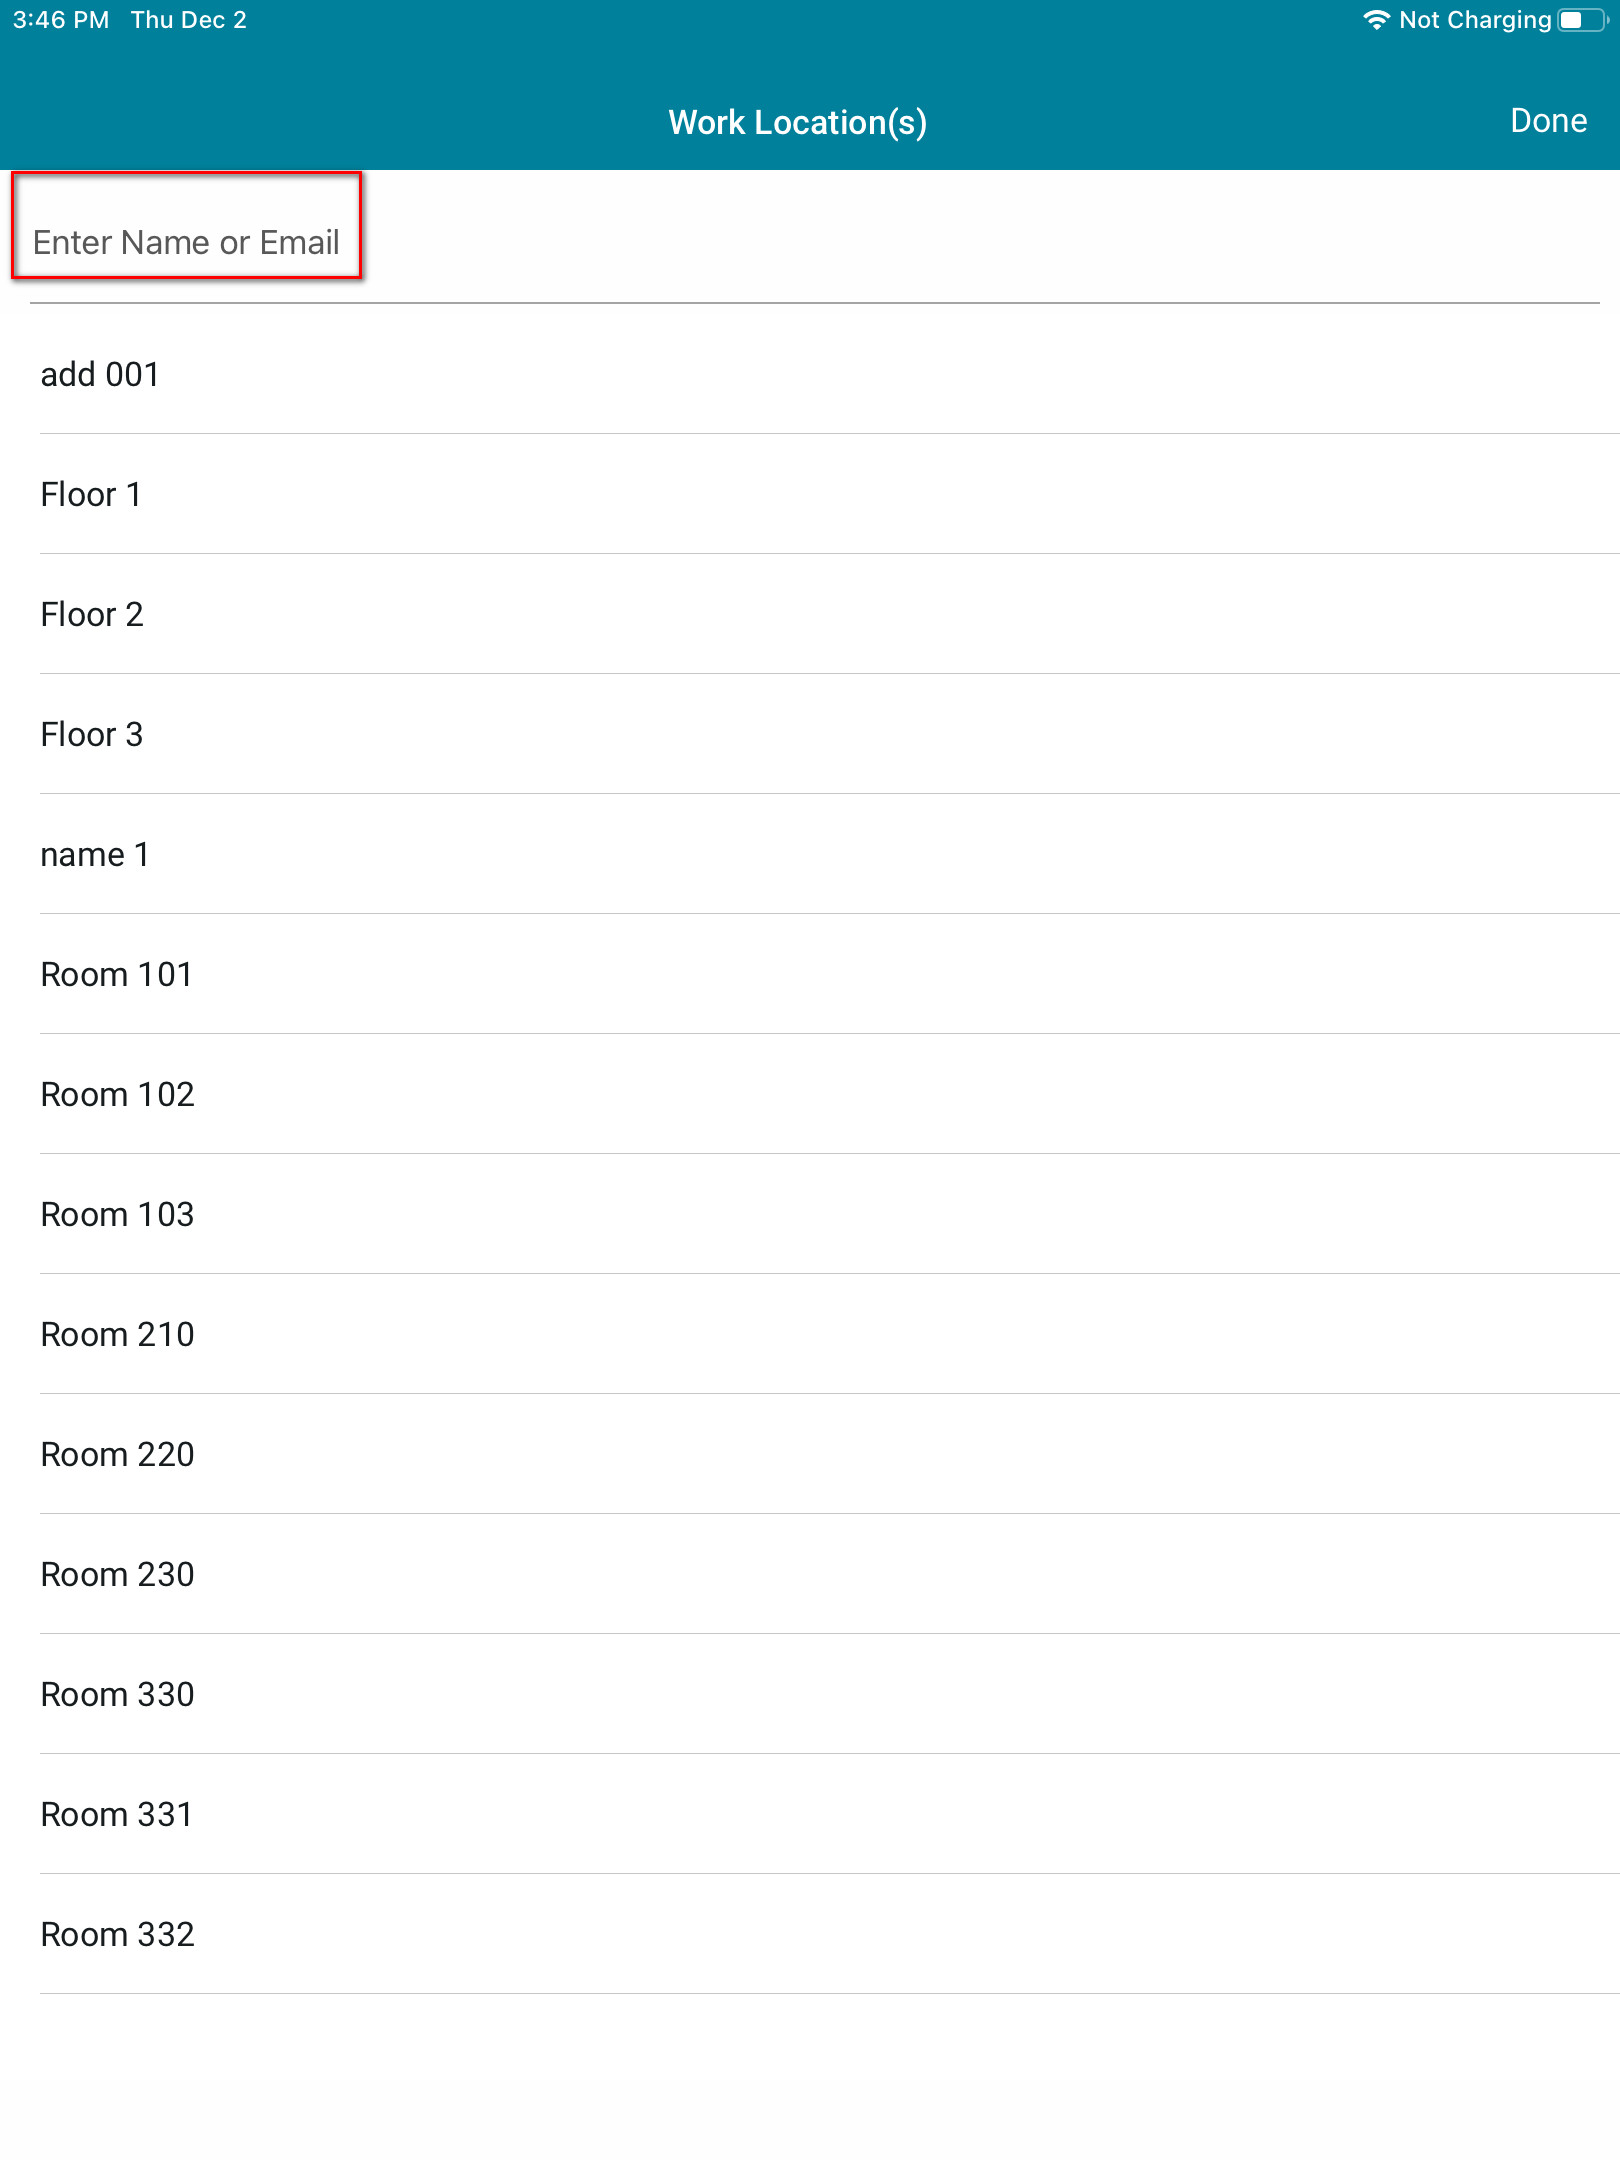 3:46 PM Thu Dec 2 Not Charging
Work Location(s) Done
Enter Name or Email
add 001
Floor 1
Floor 2
Floor 3
name 1
Room 101
Room 102
Room 103
Room 210
Room 220
Room 230
Room 330
Room 331
Room 332